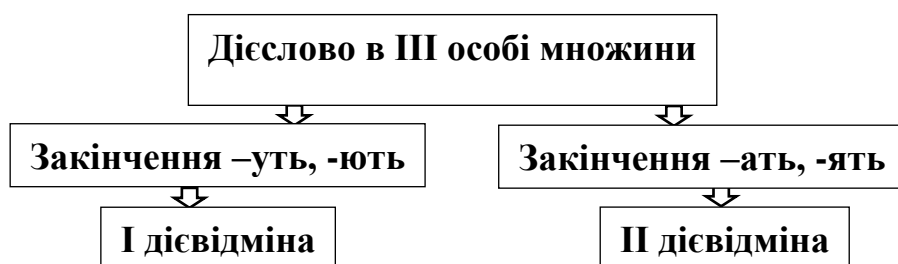 Дієслово в ІІІ особі множини
Закінчення –уть, -ють
Закінчення –ать, -ять
І дієвідміна
ІІ дієвідміна